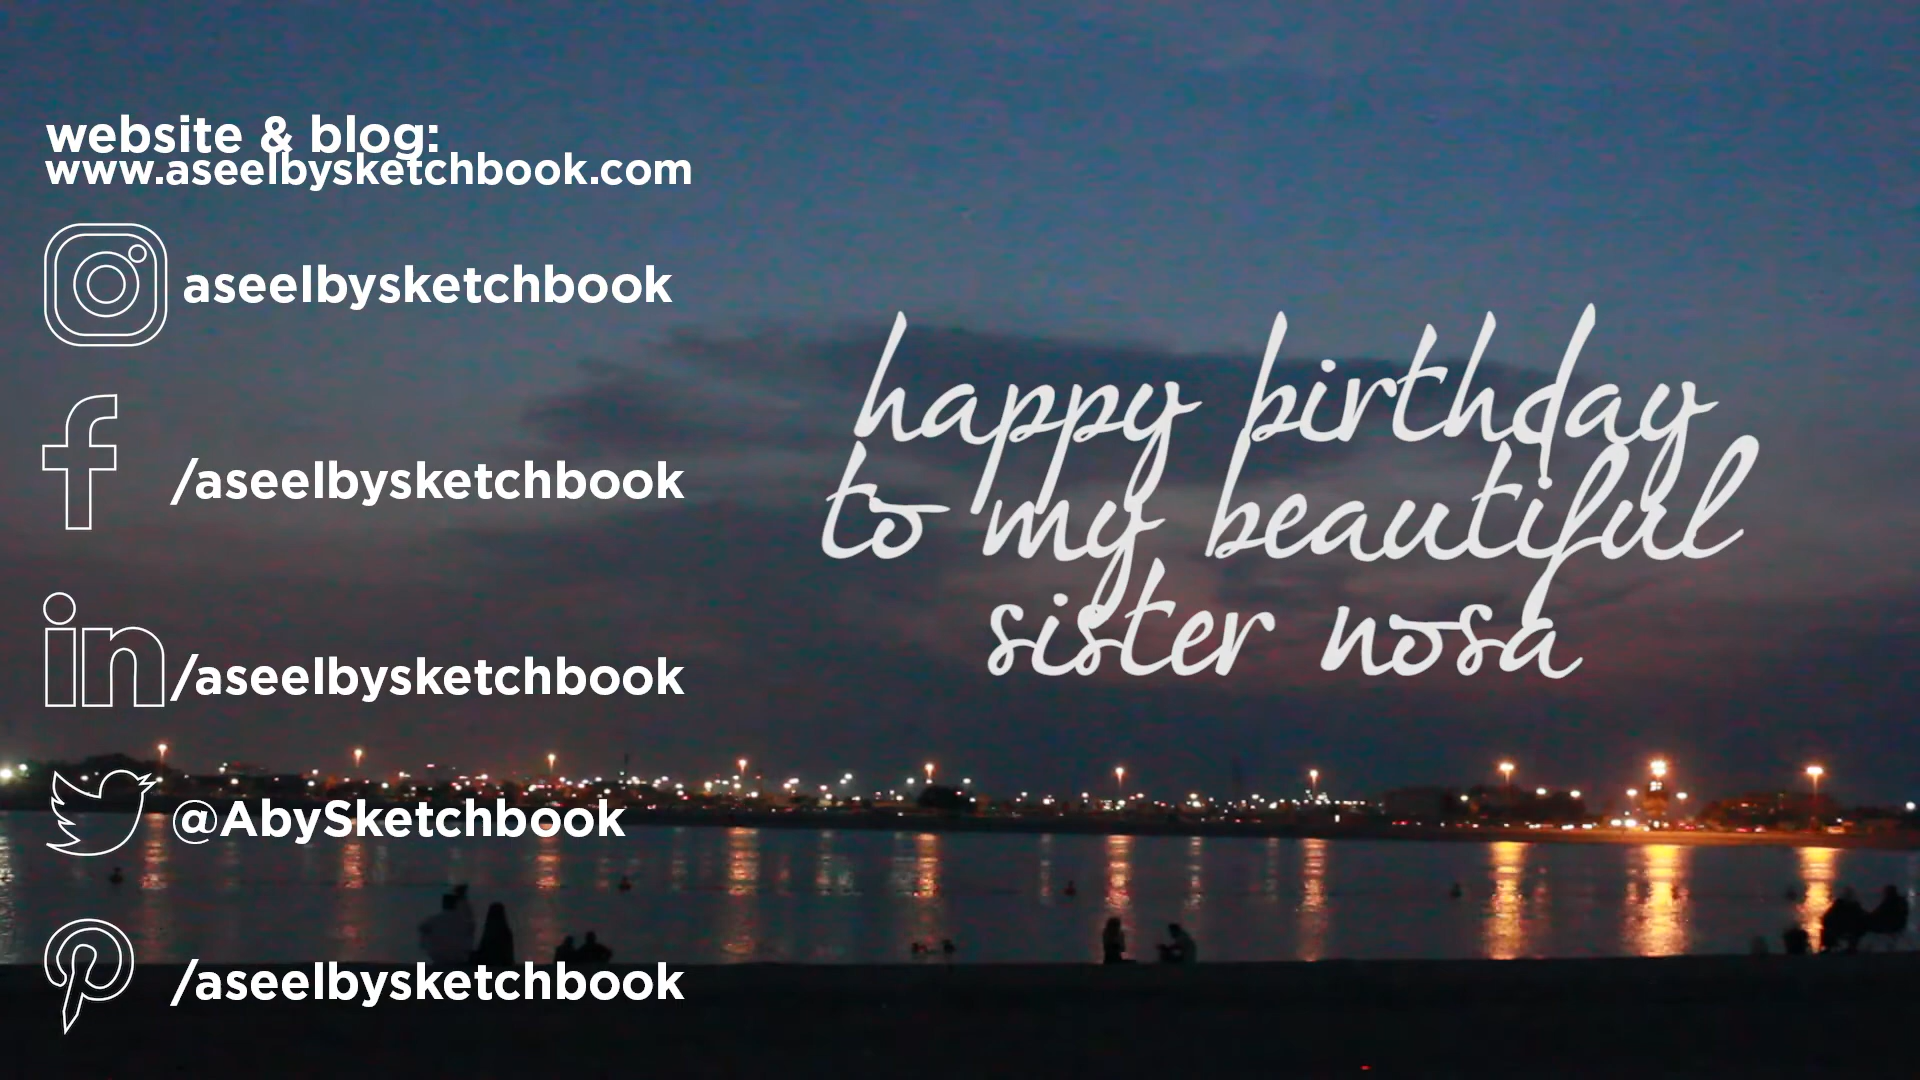 website & blog:
www.aseelbysketchbook.com
aseelbysketchbook
/aseelbysketchbook
/aseelbysketchbook
@AbySketchbook
/aseelbysketchbook
happy birthday
to my beautiful
sister nosa